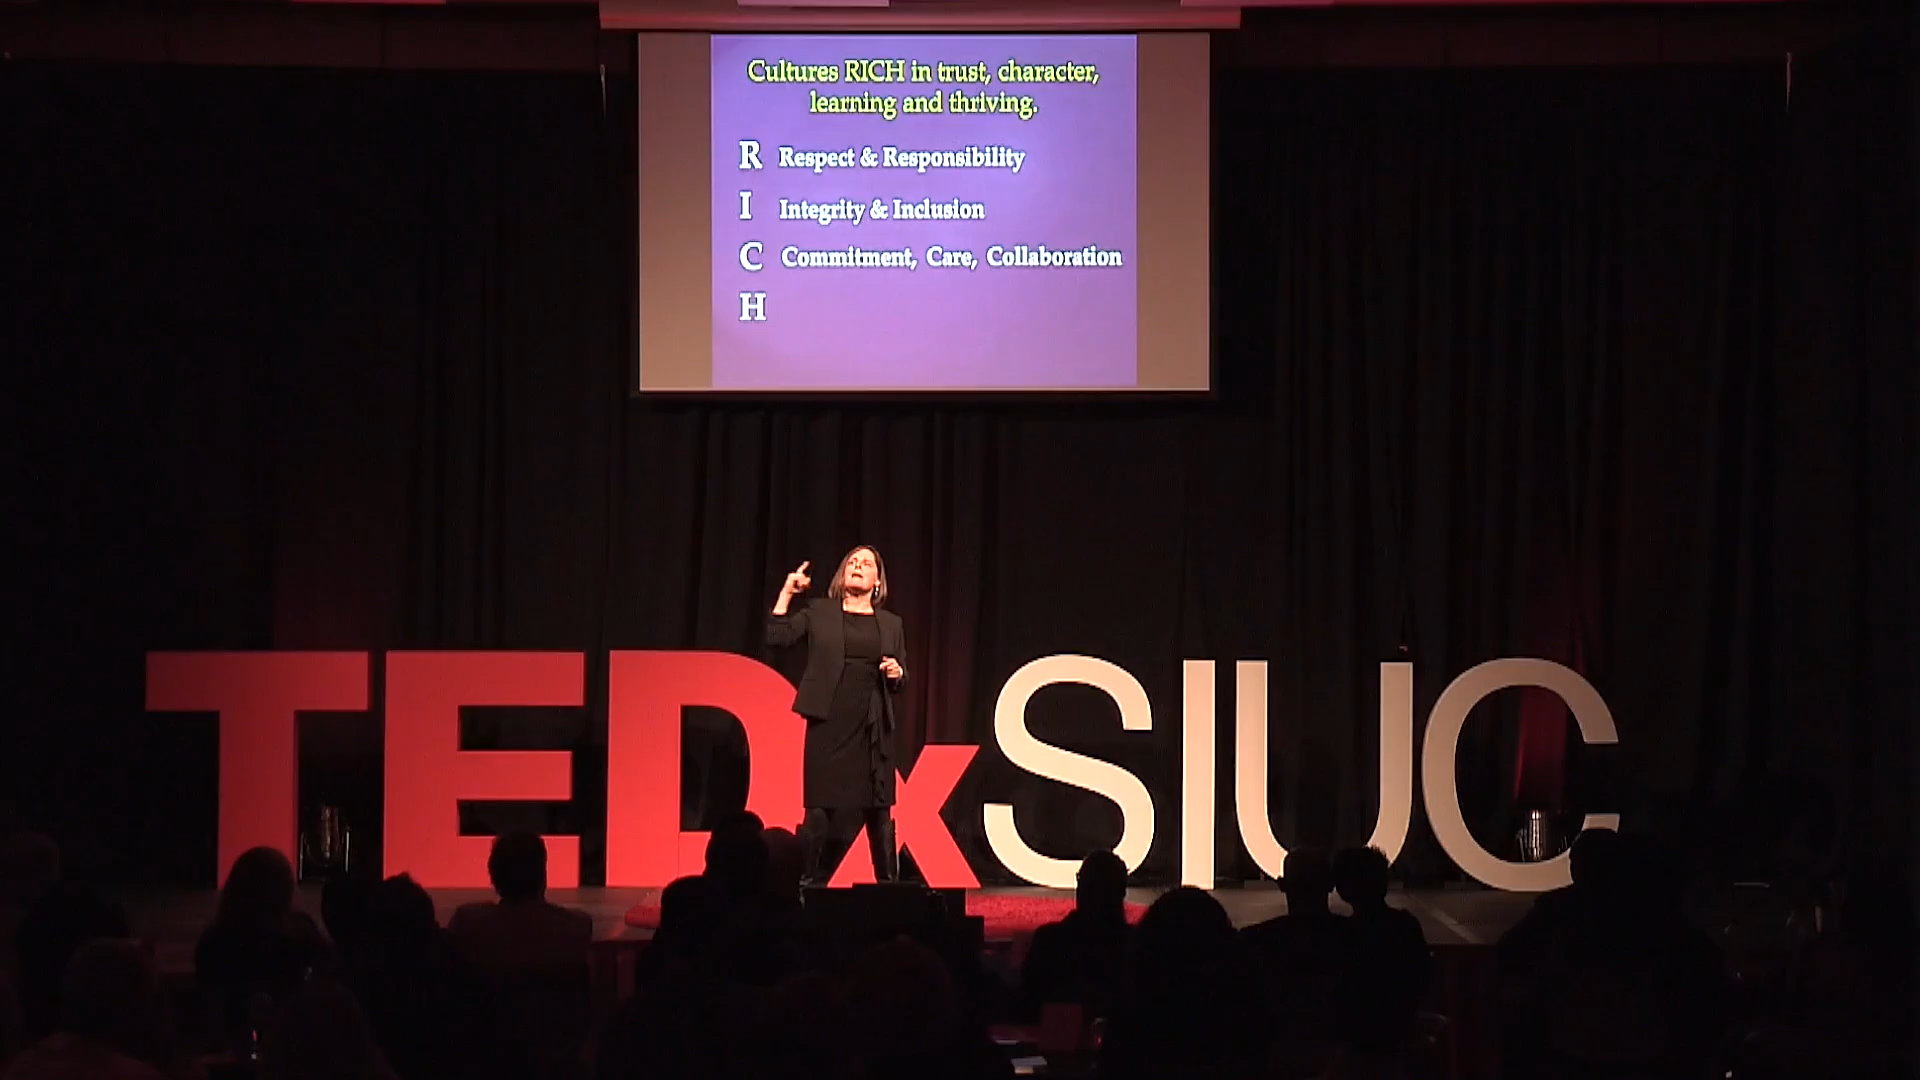 Cultures RICH in trust, character,
learning and thriving.
R Respect & Responsibility
I Integrity & Inclusion
C Commitment, Care, Collaboration
H
TEDxSIUC